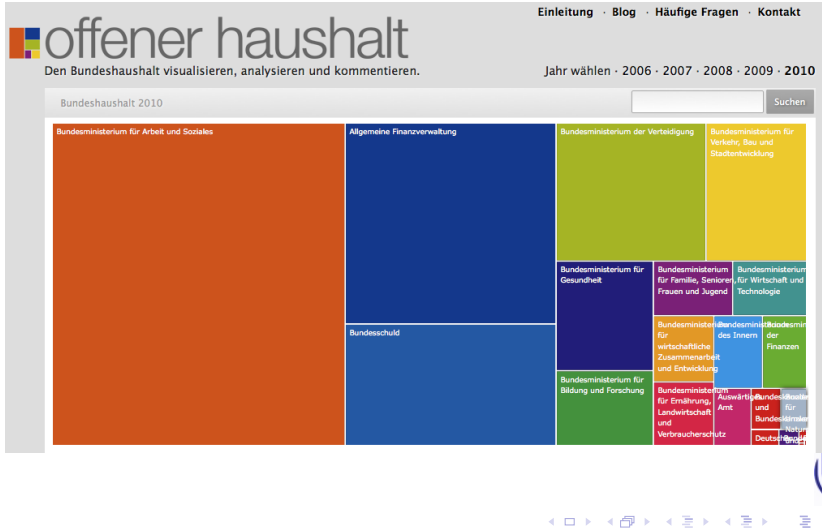 Einleitung · Blog · Häufige Fragen · Kontakt
offener haushalt
Den Bundeshaushalt visualisieren, analysieren und kommentieren.
Jahr wählen · 2006 · 2007 · 2008 · 2009 · 2010
Bundeshaushalt 2010
Suchen
Bundesministerium für Arbeit und Soziales
Allgemeine Finanzverwaltung
Bundesschuld
Bundesministerium der Verteidigung
Bundesministerium für
Verkehr, Bau und
Stadtentwicklung
Bundesministerium für
Gesundheit
Bundesministerium
für Familie, Senioren,
Frauen und Jugend
Bundesministerium
für Wirtschaft und
Technologie
Bundesministerium für
Bildung und Forschung
Bundesministerium
für
wirtschaftliche
Zusammenarbeit
und Entwicklung
des Innern
der
Finanzen
Bundesministerium
für Ernährung,
Landwirtschaft
und
Verbraucherschutz
Auswärtiges
Amt
und
für